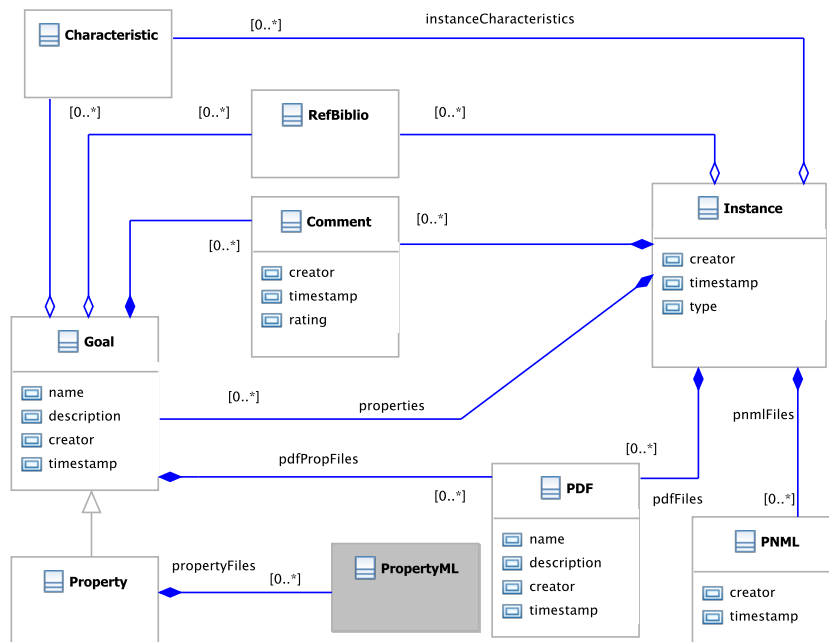 instanceCharacteristics
[0..*]
Characteristic
[0..*]
[0..*]
[0..*]
RefBiblio
Instance
creator
timestamp
type
Comment
creator
timestamp
rating
[0..*]
[0..*]
Goal
name
description
creator
timestamp
[0..*]
properties
pnmlFiles
[0..*]
pdfPropFiles
[0..*]
pdfFiles
[0..*]
PDF
name
description
creator
timestamp
PNML
creator
timestamp
Property
propertyFiles
[0..*]
PropertyML